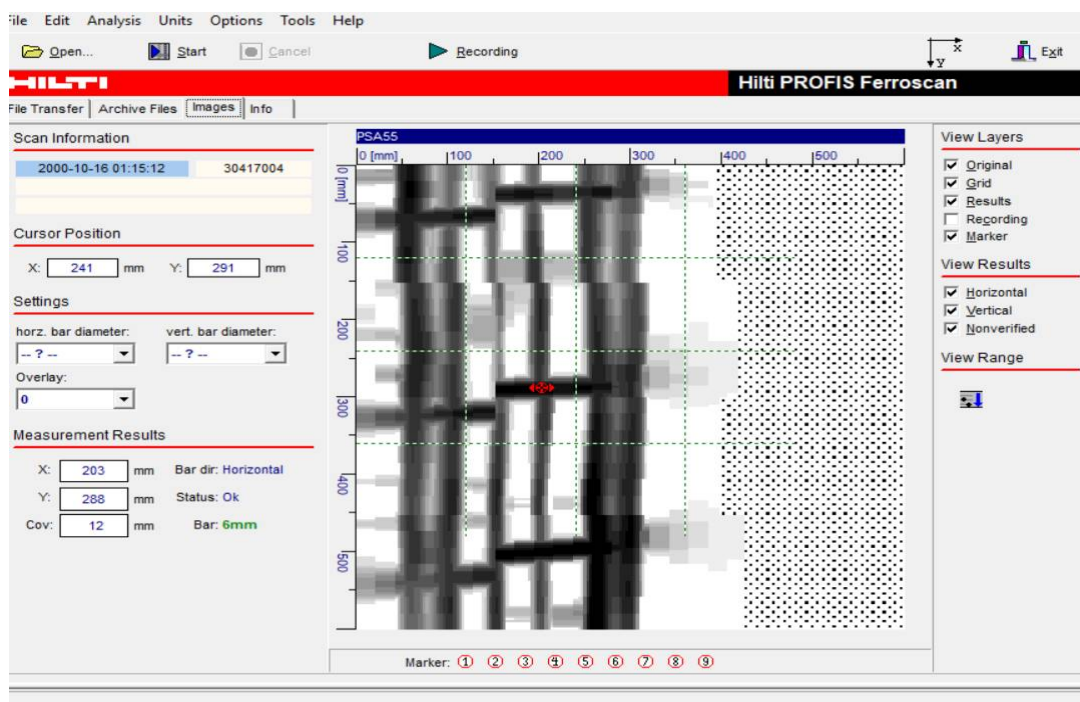 File Edit Analysis Units Options Tools Help
Open... Start Cancel Recording x y Exit
HILTI Hilti PROFIS Ferroscan
File Transfer Archive Files Images Info
Scan Information
2000-10-16 01:15:12 30417004
Cursor Position
X: 241 mm Y: 291 mm
Settings
horz. bar diameter: vert. bar diameter:
-- ? -- -- ? --
Overlay:
0
Measurement Results
X: 203 mm Bar dir: Horizontal
Y: 288 mm Status: Ok
Cov: 12 mm Bar: 6mm
PSA55
0 [mm] 100 200 300 400 500
0 [mm] 100 200 300 400 500
Marker: ① ② ③ ④ ⑤ ⑥ ⑦ ⑧ ⑨
View Layers
Original
Grid
Results
Recording
Marker
View Results
Horizontal
Vertical
Nonverified
View Range